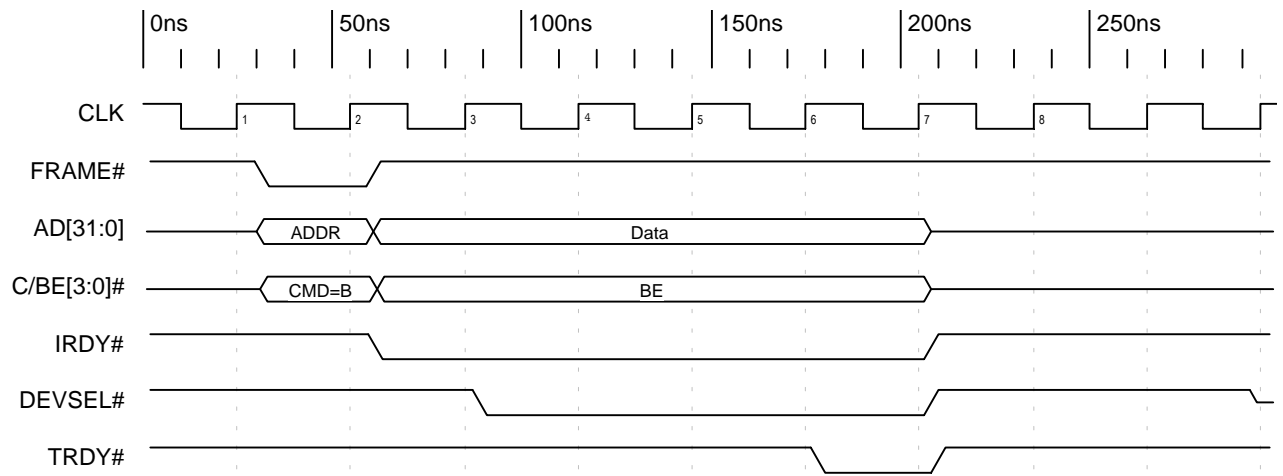 0ns 50ns 100ns 150ns 200ns 250ns
CLK 1 2 3 4 5 6 7 8
FRAME#
AD[31:0] ADDR Data
C/BE[3:0]# CMD=B BE
IRDY#
DEVSEL#
TRDY#